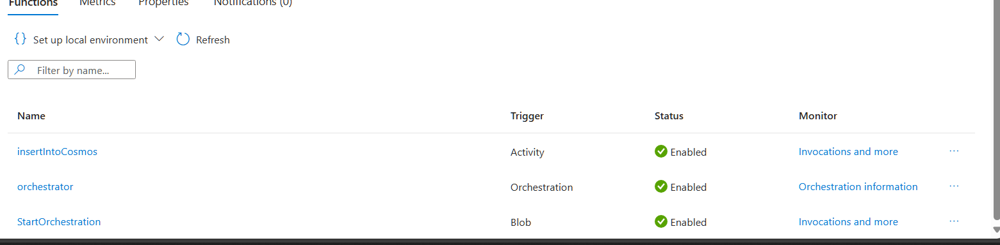 Functions Metrics Properties Notifications (0)
{} Set up local environment Refresh
Filter by name...
Name Trigger Status Monitor
insertIntoCosmos Activity Enabled Invocations and more ...
orchestrator Orchestration Enabled Orchestration information ...
StartOrchestration Blob Enabled Invocations and more ...